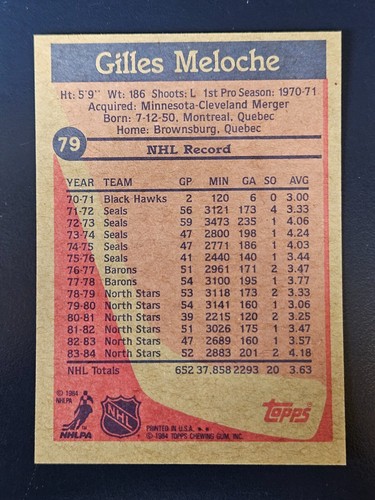 Gilles Meloche
Ht: 5'9" Wt: 186 Shoots: L 1st Pro Season: 1970-71
Acquired: Minnesota-Cleveland Merger
Born: 7-12-50, Montreal, Quebec
Home: Brownsburg, Quebec
79
NHL Record
YEAR TEAM GP MIN GA SO AVG
70-71 Black Hawks 2 120 6 0 3.00
71-72 Seals 56 3121 173 4 3.33
72-73 Seals 59 3473 235 1 4.06
73-74 Seals 47 2800 198 1 4.24
74-75 Seals 47 2771 186 1 4.03
75-76 Seals 41 2440 140 1 3.44
76-77 Barons 51 2961 171 2 3.47
77-78 Barons 54 3100 195 1 3.77
78-79 North Stars 53 3118 173 2 3.33
79-80 North Stars 54 3141 160 1 3.06
80-81 North Stars 39 2215 120 2 3.25
81-82 North Stars 51 3026 175 1 3.47
82-83 North Stars 47 2689 160 1 3.57
83-84 North Stars 52 2883 201 2 4.18
NHL Totals 652 37,858 2293 20 3.63
© 1984
NHLPA
NHLPA
NHL
topps
PRINTED IN U.S.A. ★★
© 1984 TOPPS CHEWING GUM, INC.